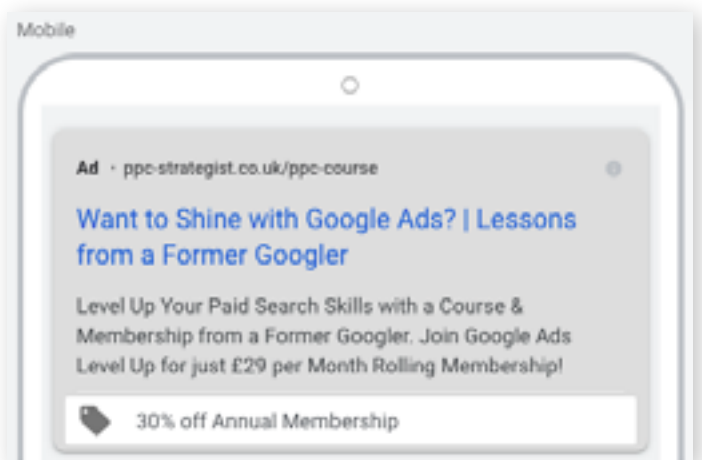 Mobile
Ad · ppc-strategist.co.uk/ppc-course
Want to Shine with Google Ads? | Lessons
from a Former Googler
Level Up Your Paid Search Skills with a Course &
Membership from a Former Googler. Join Google Ads
Level Up for just £29 per Month Rolling Membership!
30% off Annual Membership